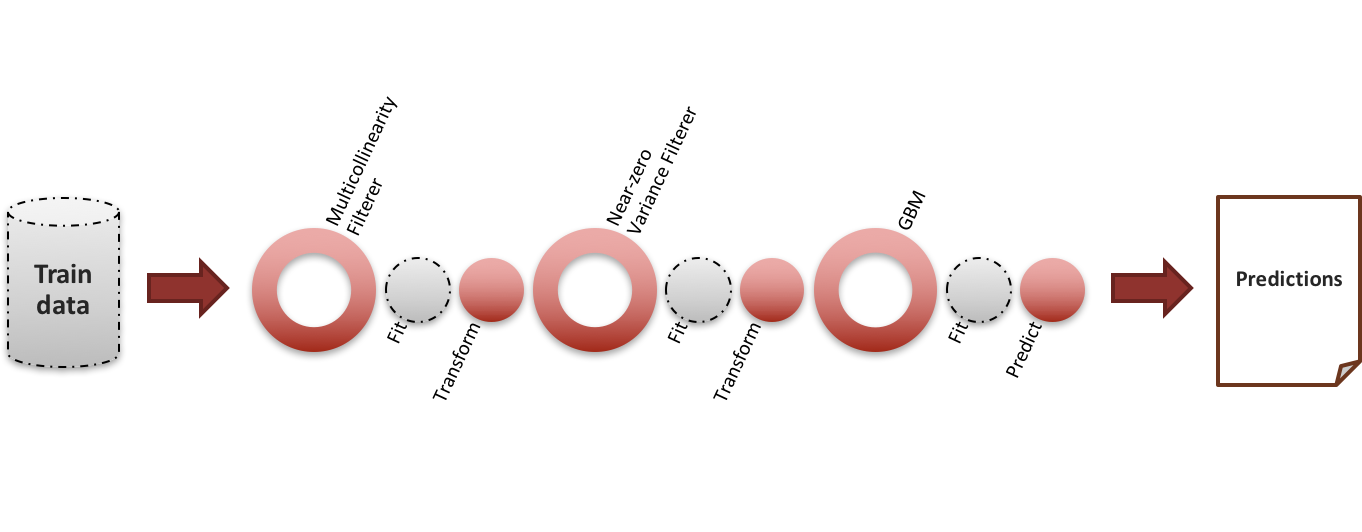 Train
data
Multicollinearity
Filterer
Fit
Transform
Near-zero
Variance Filterer
Fit
Transform
GBM
Fit
Predict
Predictions